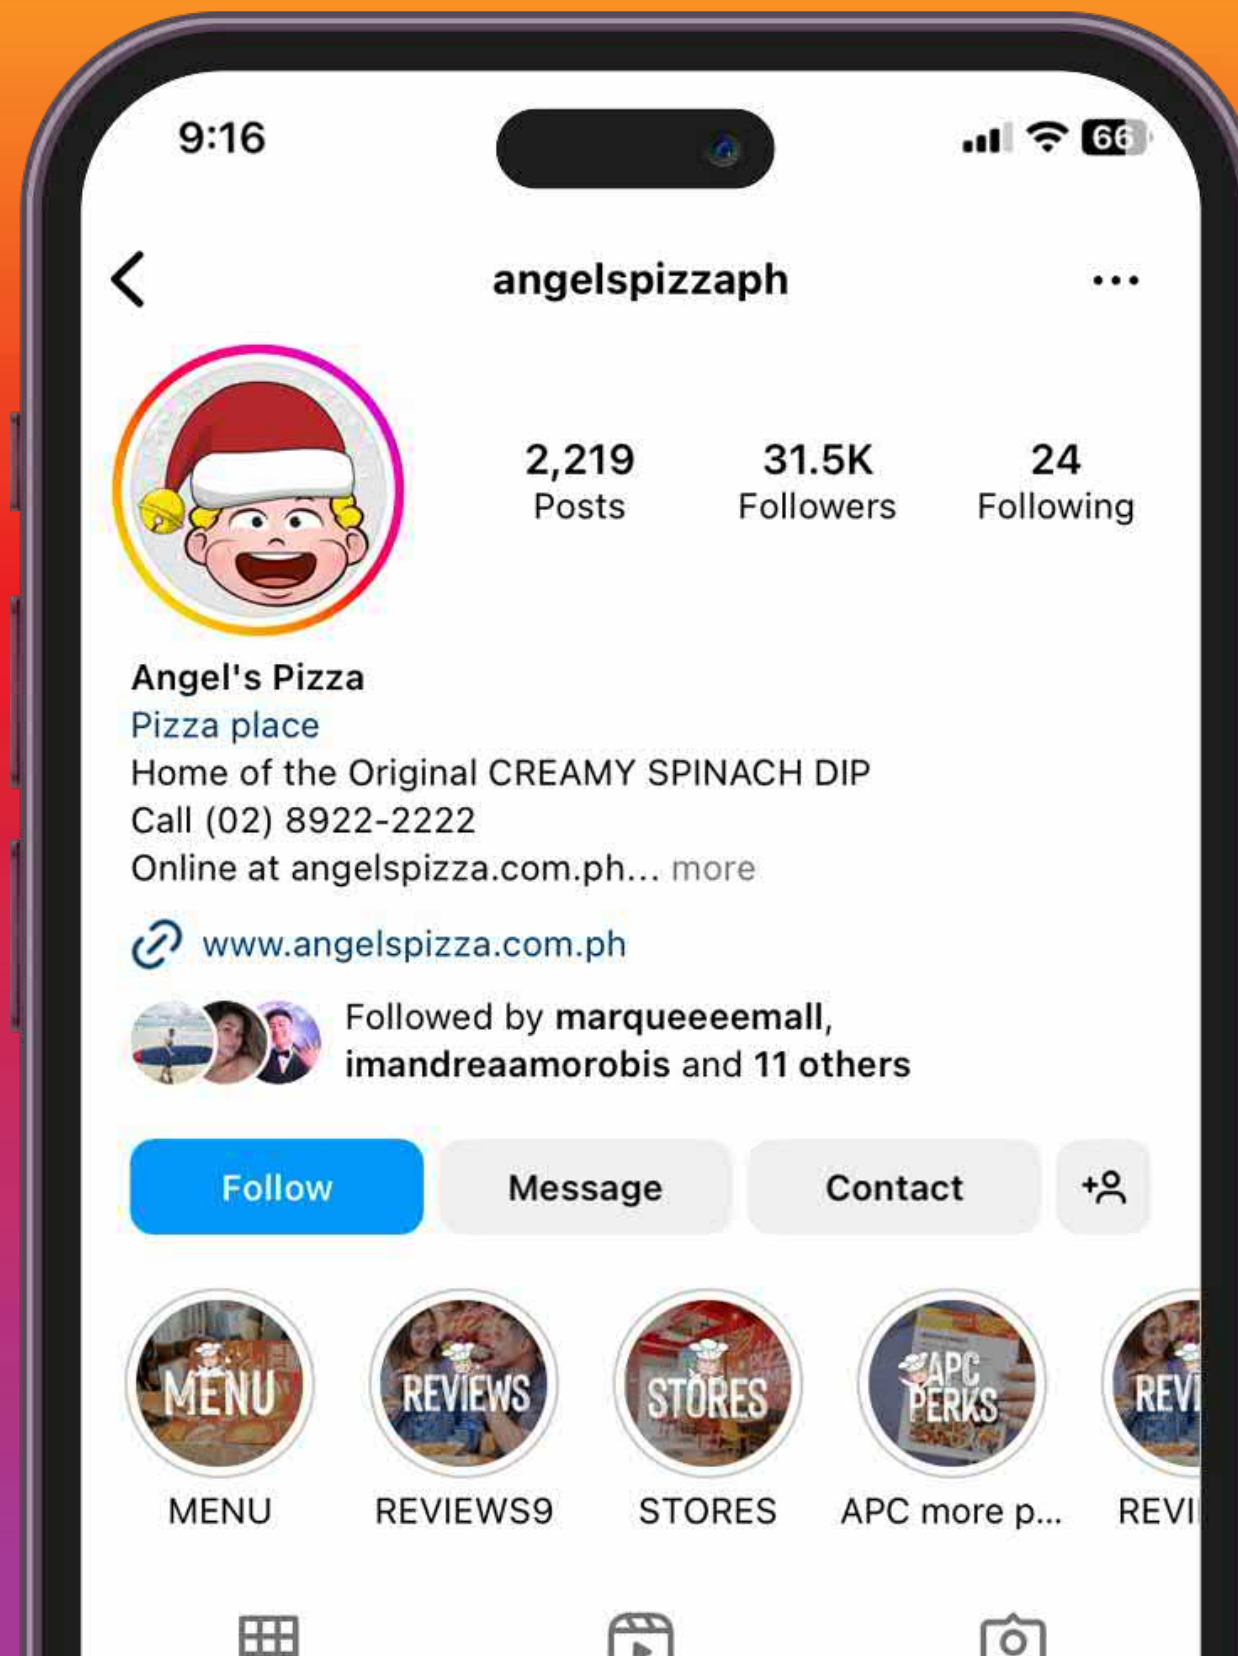 9:16
66
angelspizzaph
2,219
Posts
31.5K
Followers
24
Following
Angel's Pizza
Pizza place
Home of the Original CREAMY SPINACH DIP
Call (02) 8922-2222
Online at angelspizza.com.ph... more
www.angelspizza.com.ph
Followed by marqueeeemall,
imandreaamorobis and 11 others
Follow
Message
Contact
MENU
REVIEWS
STORES
APC
PERKS
REVI
MENU
REVIEWS9
STORES
APC more p...
REVI